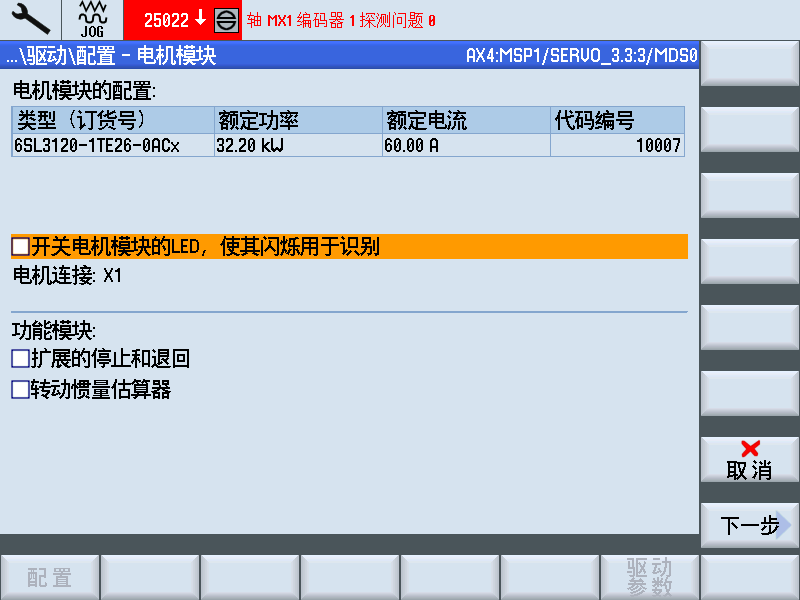 JOG
25022 ↓ 轴 MX1 编码器 1 探测问题 0
...\驱动\配置 - 电机模块 AX4:MSP1/SERVO_3.3:3/MDS0
电机模块的配置:
类型（订货号） 额定功率 额定电流 代码编号
6SL3120-1TE26-0ACx 32.20 kW 60.00 A 10007
开关电机模块的LED，使其闪烁用于识别
电机连接: X1
功能模块:
扩展的停止和退回
转动惯量估算器
取消
下一步
配置
驱动
参数